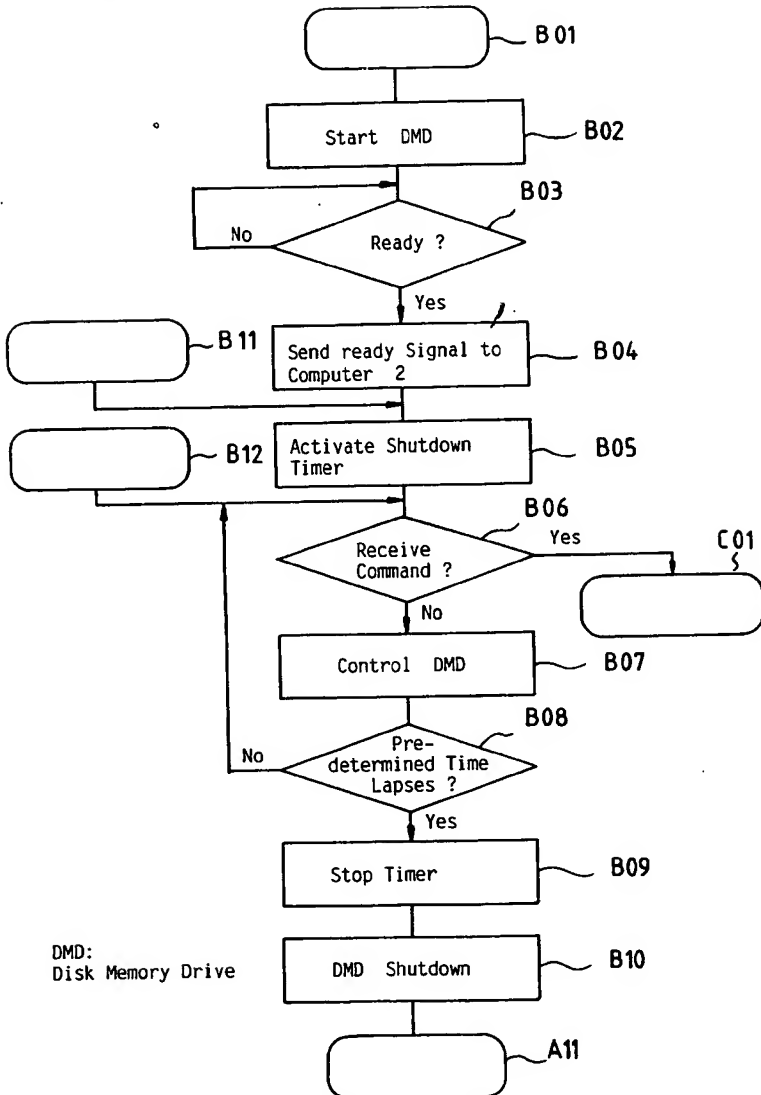 B01
Start DMD
B02
B03
Ready ?
No
Yes
B11
Send ready Signal to
Computer 2
B04
B12
Activate Shutdown
Timer
B05
B06
Receive
Command ?
Yes
C01
No
Control DMD
B07
B08
Pre-
determined Time
Lapses ?
No
Yes
Stop Timer
B09
DMD:
Disk Memory Drive
DMD Shutdown
B10
A11